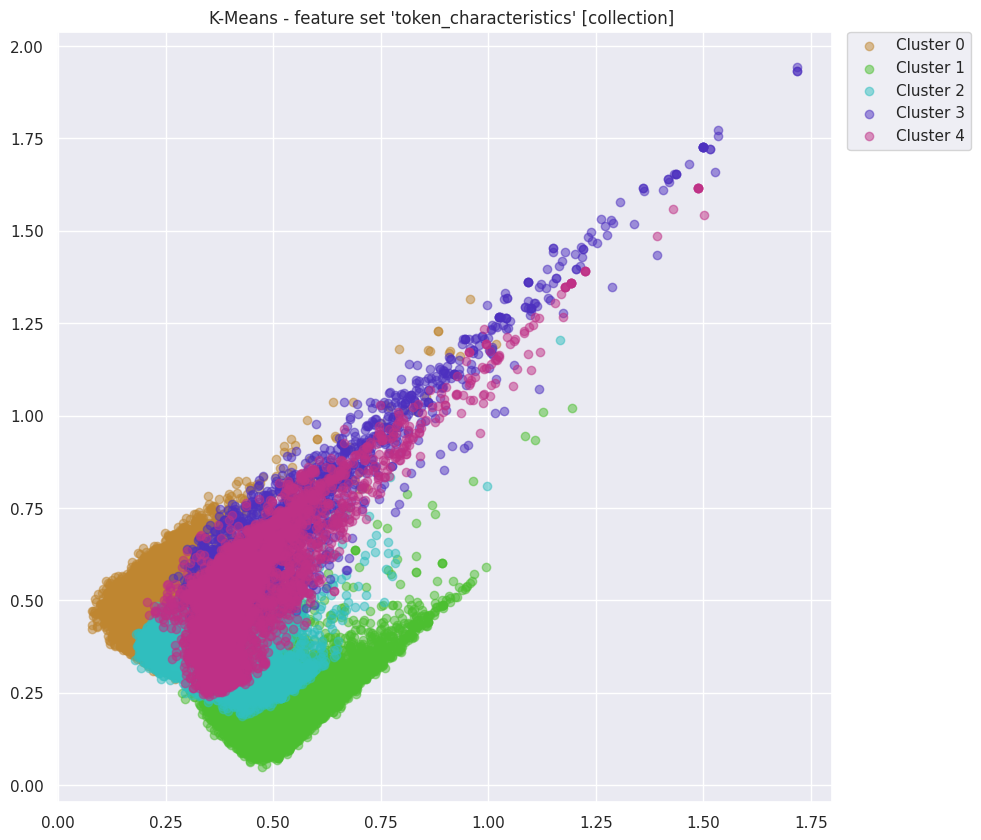 K-Means - feature set 'token_characteristics' [collection]
Cluster 0
Cluster 1
Cluster 2
Cluster 3
Cluster 4
2.00
1.75
1.50
1.25
1.00
0.75
0.50
0.25
0.00
0.00 0.25 0.50 0.75 1.00 1.25 1.50 1.75